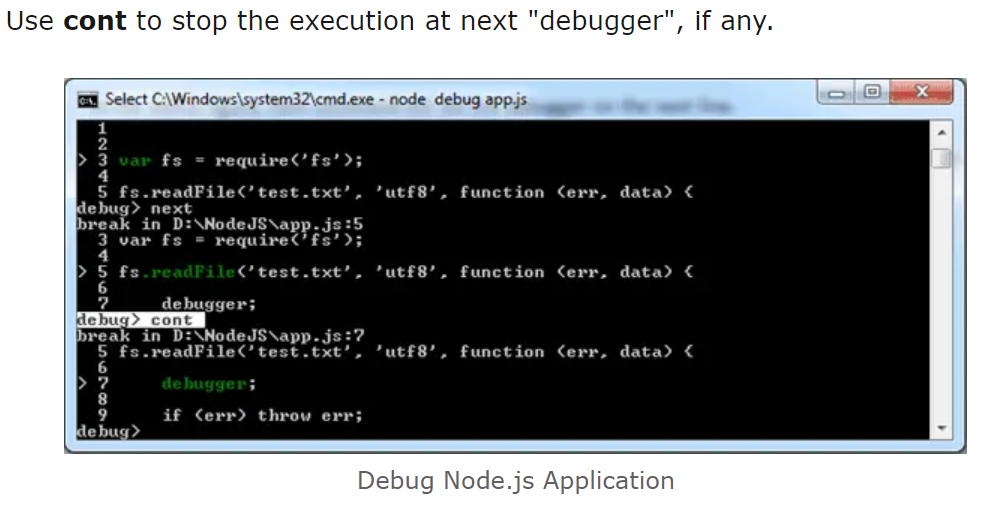 Use cont to stop the execution at next "debugger", if any.
Select C:\Windows\system32\cmd.exe - node  debug app.js
1
2
> 3 var fs = require('fs');
4
5 fs.readFile('test.txt', 'utf8', function (err, data) {
debug> next
break in D:\NodeJS\app.js:5
3 var fs = require('fs');
4
> 5 fs.readFile('test.txt', 'utf8', function (err, data) {
6
7     debugger;
debug> cont
break in D:\NodeJS\app.js:7
5 fs.readFile('test.txt', 'utf8', function (err, data) {
6
> 7     debugger;
8
9     if (err) throw err;
debug>
Debug Node.js Application